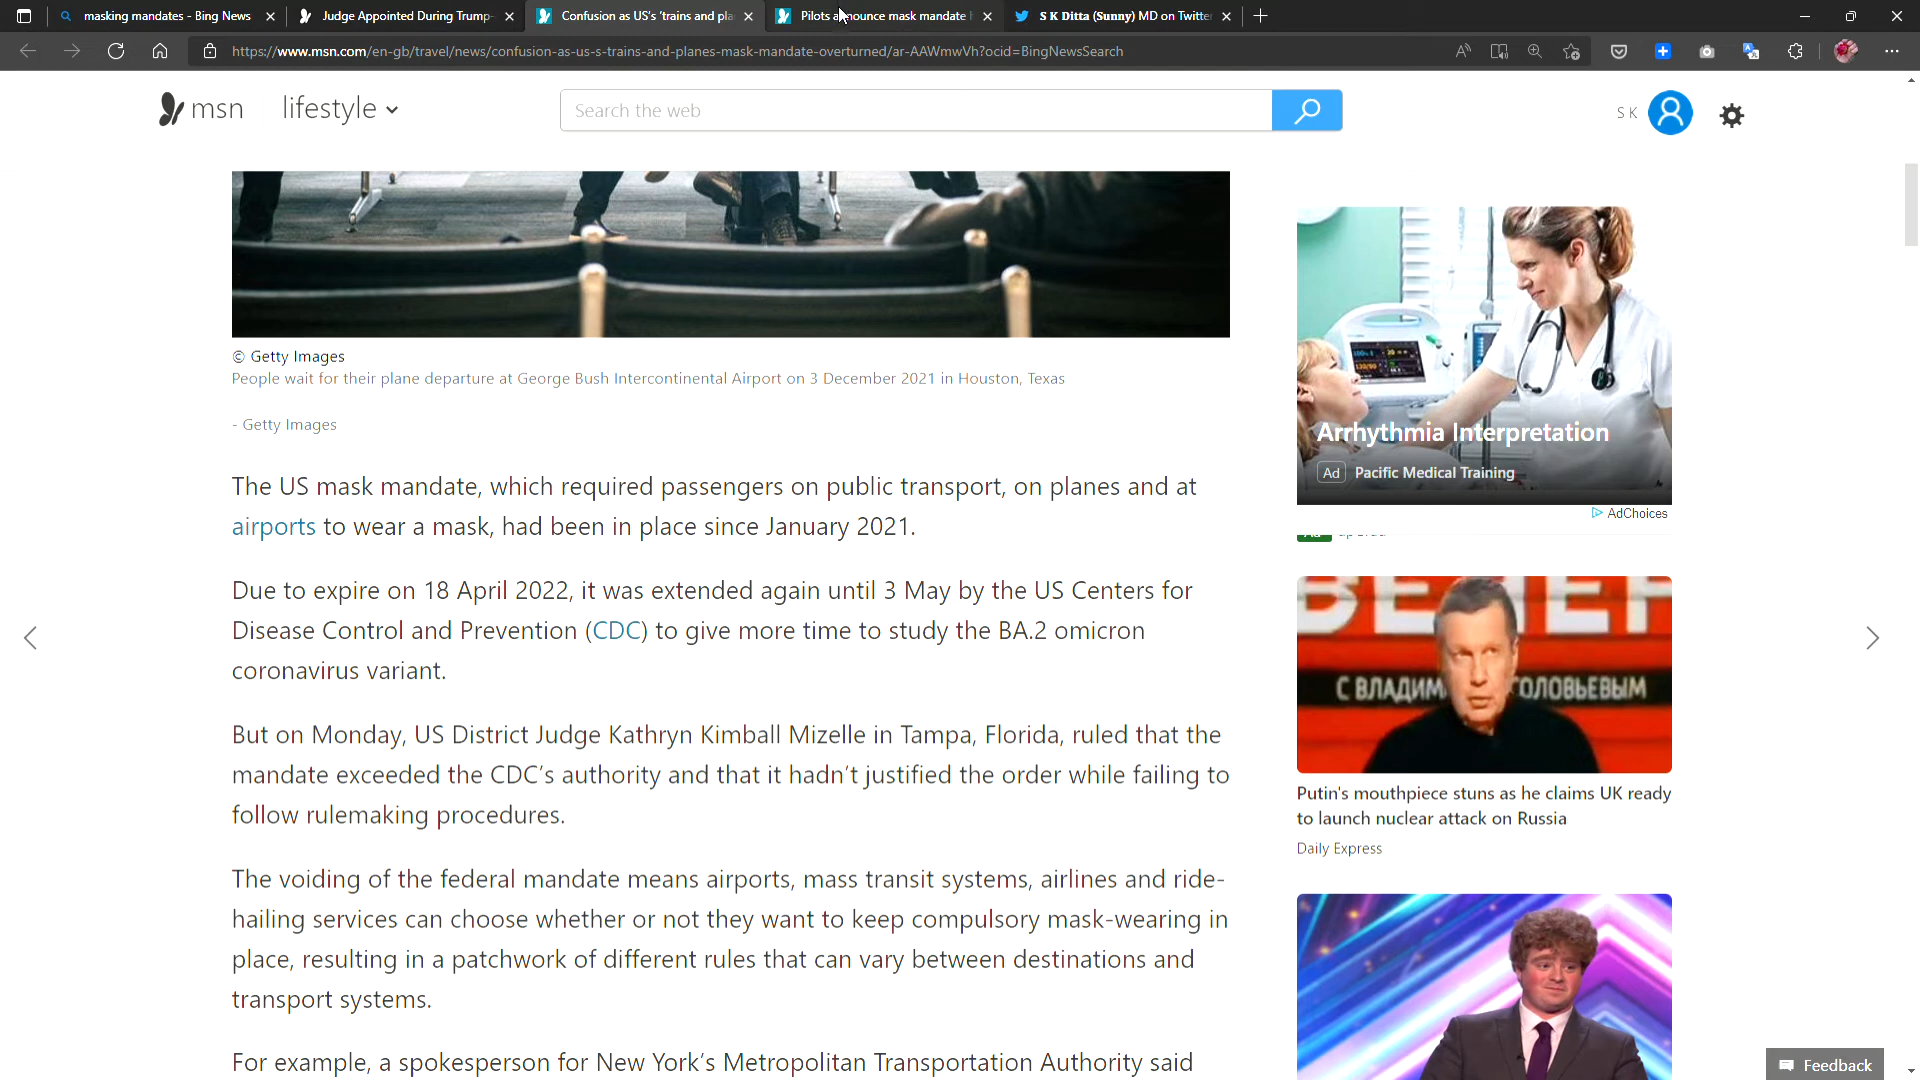 masking mandates - Bing News
Judge Appointed During Trump-
Confusion as US's 'trains and pla
Pilots announce mask mandate
S K Ditta (Sunny) MD on Twitte
https://www.msn.com/en-gb/travel/news/confusion-as-us-s-trains-and-planes-mask-mandate-overturned/ar-AAWmwVh?ocid=BingNewsSearch
msn
lifestyle
Search the web
S K
© Getty Images
People wait for their plane departure at George Bush Intercontinental Airport on 3 December 2021 in Houston, Texas
- Getty Images
The US mask mandate, which required passengers on public transport, on planes and at
airports to wear a mask, had been in place since January 2021.
Due to expire on 18 April 2022, it was extended again until 3 May by the US Centers for
Disease Control and Prevention (CDC) to give more time to study the BA.2 omicron
coronavirus variant.
But on Monday, US District Judge Kathryn Kimball Mizelle in Tampa, Florida, ruled that the
mandate exceeded the CDC's authority and that it hadn't justified the order while failing to
follow rulemaking procedures.
The voiding of the federal mandate means airports, mass transit systems, airlines and ride-
hailing services can choose whether or not they want to keep compulsory mask-wearing in
place, resulting in a patchwork of different rules that can vary between destinations and
transport systems.
For example, a spokesperson for New York's Metropolitan Transportation Authority said
Arrhythmia Interpretation
Ad Pacific Medical Training
AdChoices
ВЕЧЕР
С ВЛАДИМ ОЛОВЬЕВЫМ
Putin's mouthpiece stuns as he claims UK ready
to launch nuclear attack on Russia
Daily Express
Feedback